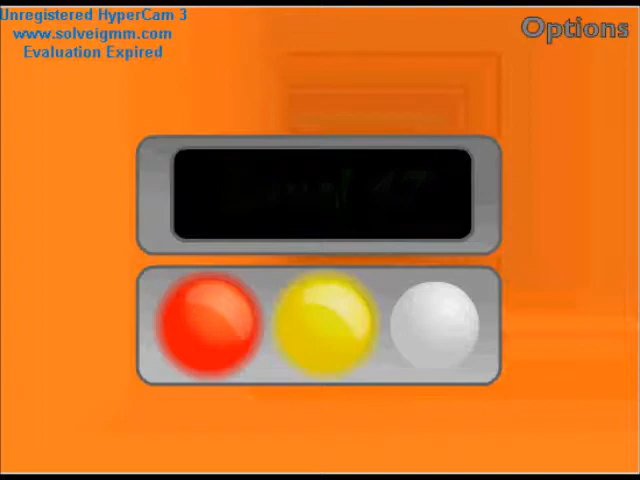 Unregistered HyperCam 3
www.solveigmm.com
Evaluation Expired
Options